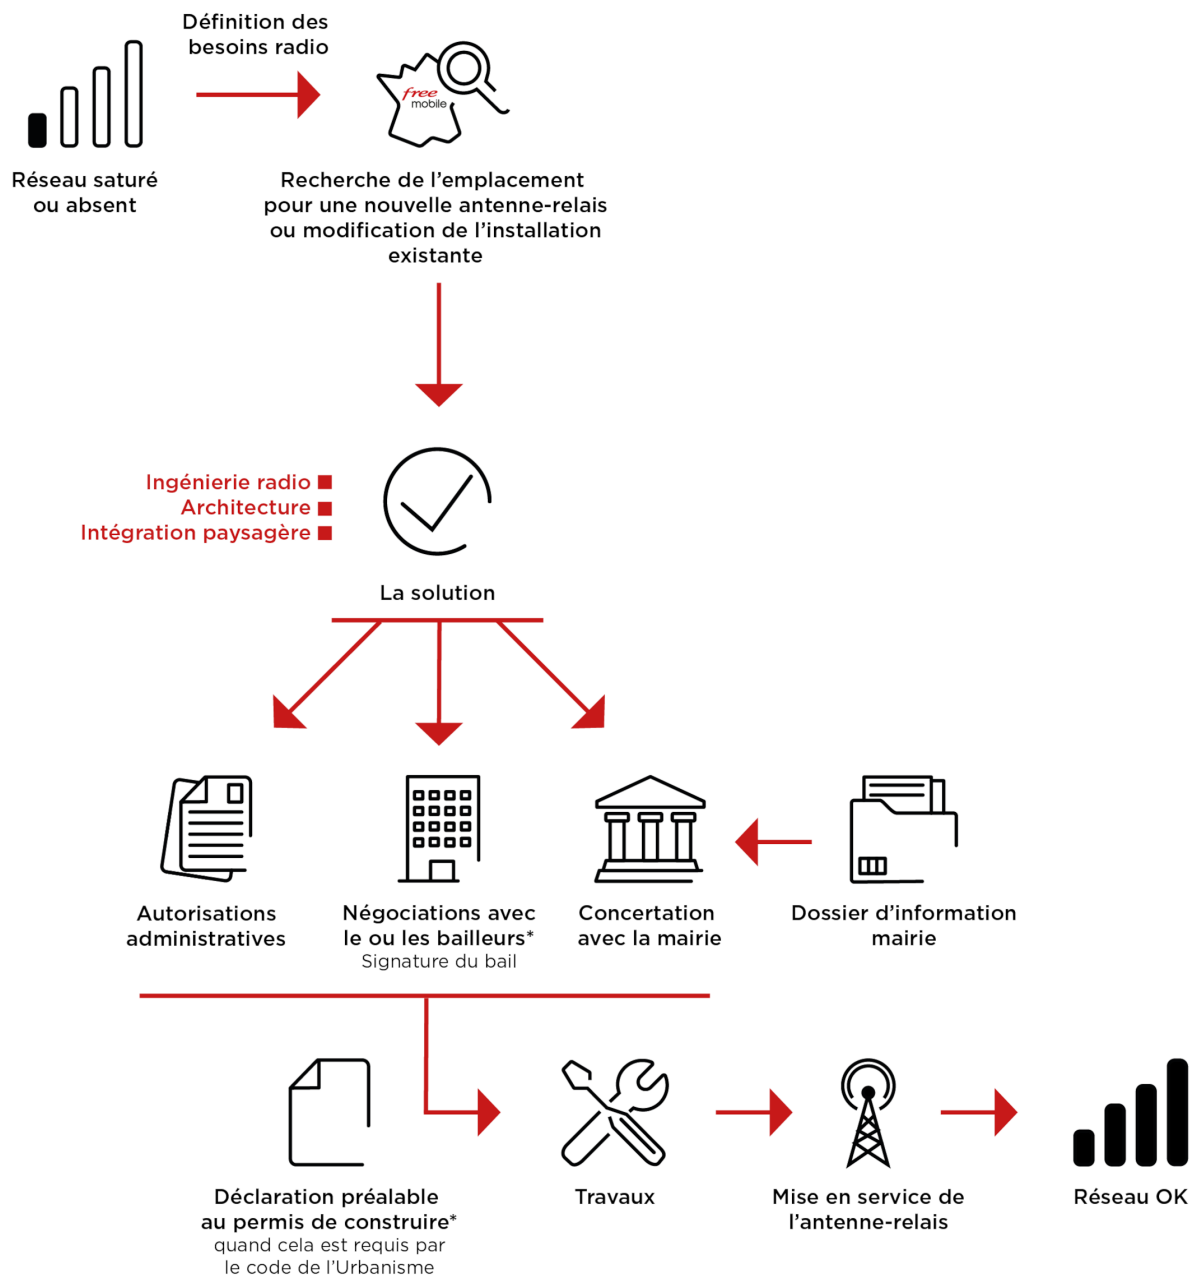 Définition des
besoins radio
free
mobile
Réseau saturé
ou absent
Recherche de l’emplacement
pour une nouvelle antenne-relais
ou modification de l’installation
existante
Ingénierie radio
Architecture
Intégration paysagère
La solution
Autorisations
administratives
Négociations avec
le ou les bailleurs*
Signature du bail
Concertation
avec la mairie
Dossier d’information
mairie
Déclaration préalable
au permis de construire*
quand cela est requis par
le code de l’Urbanisme
Travaux
Mise en service de
l’antenne-relais
Réseau OK